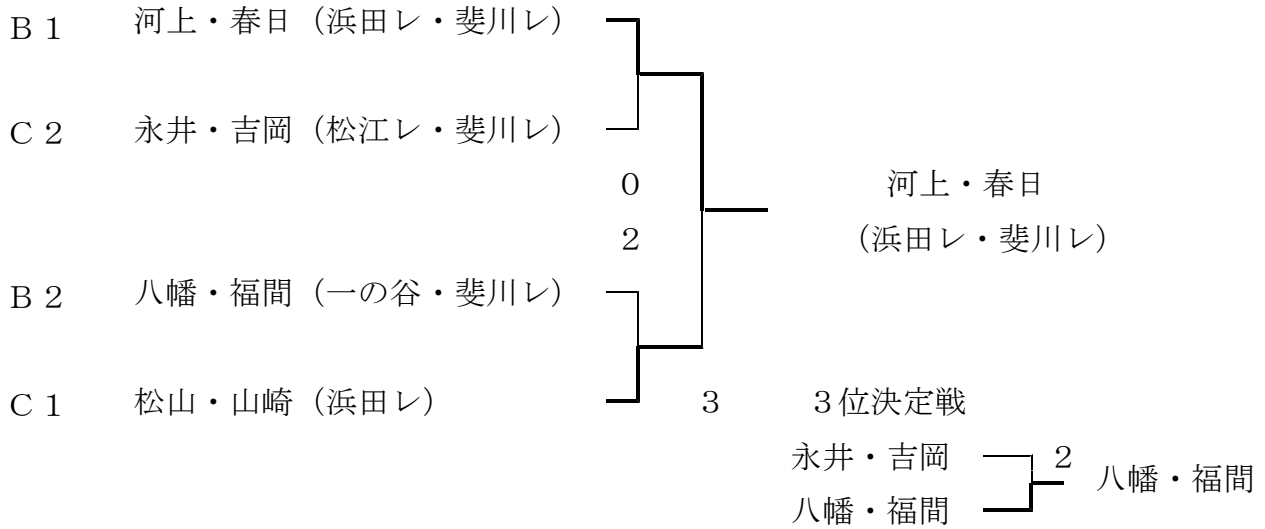 B1 河上・春日（浜田レ・斐川レ）
C2 永井・吉岡（松江レ・斐川レ）
0 河上・春日
2 （浜田レ・斐川レ）
B2 八幡・福間（一の谷・斐川レ）
C1 松山・山崎（浜田レ） 3 3位決定戦
永井・吉岡 2
八幡・福間
八幡・福間